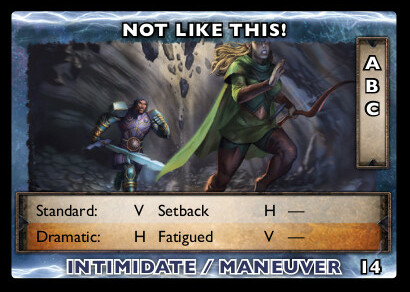 NOT LIKE THIS!
A
B
C
Standard: V Setback H —
Dramatic: H Fatigued V —
INTIMIDATE / MANEUVER 14